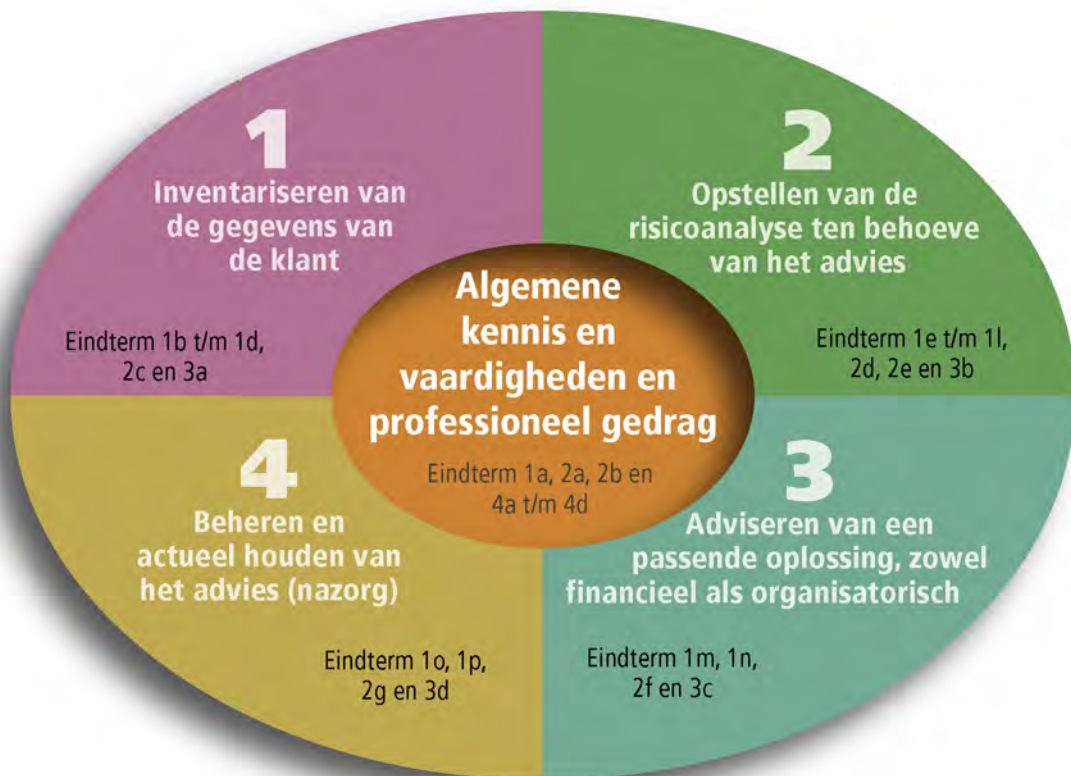 1
Inventariseren van
de gegevens van
de klant
Eindterm 1b t/m 1d,
2c en 3a
2
Opstellen van de
risicoanalyse ten behoeve
van het advies
Eindterm 1e t/m 1l,
2d, 2e en 3b
Algemene
kennis en
vaardigheden en
professioneel gedrag
Eindterm 1a, 2a, 2b en
4a t/m 4d
4
Beheren en
actueel houden van
het advies (nazorg)
Eindterm 1o, 1p,
2g en 3d
3
Adviseren van een
passende oplossing, zowel
financieel als organisatorisch
Eindterm 1m, 1n,
2f en 3c